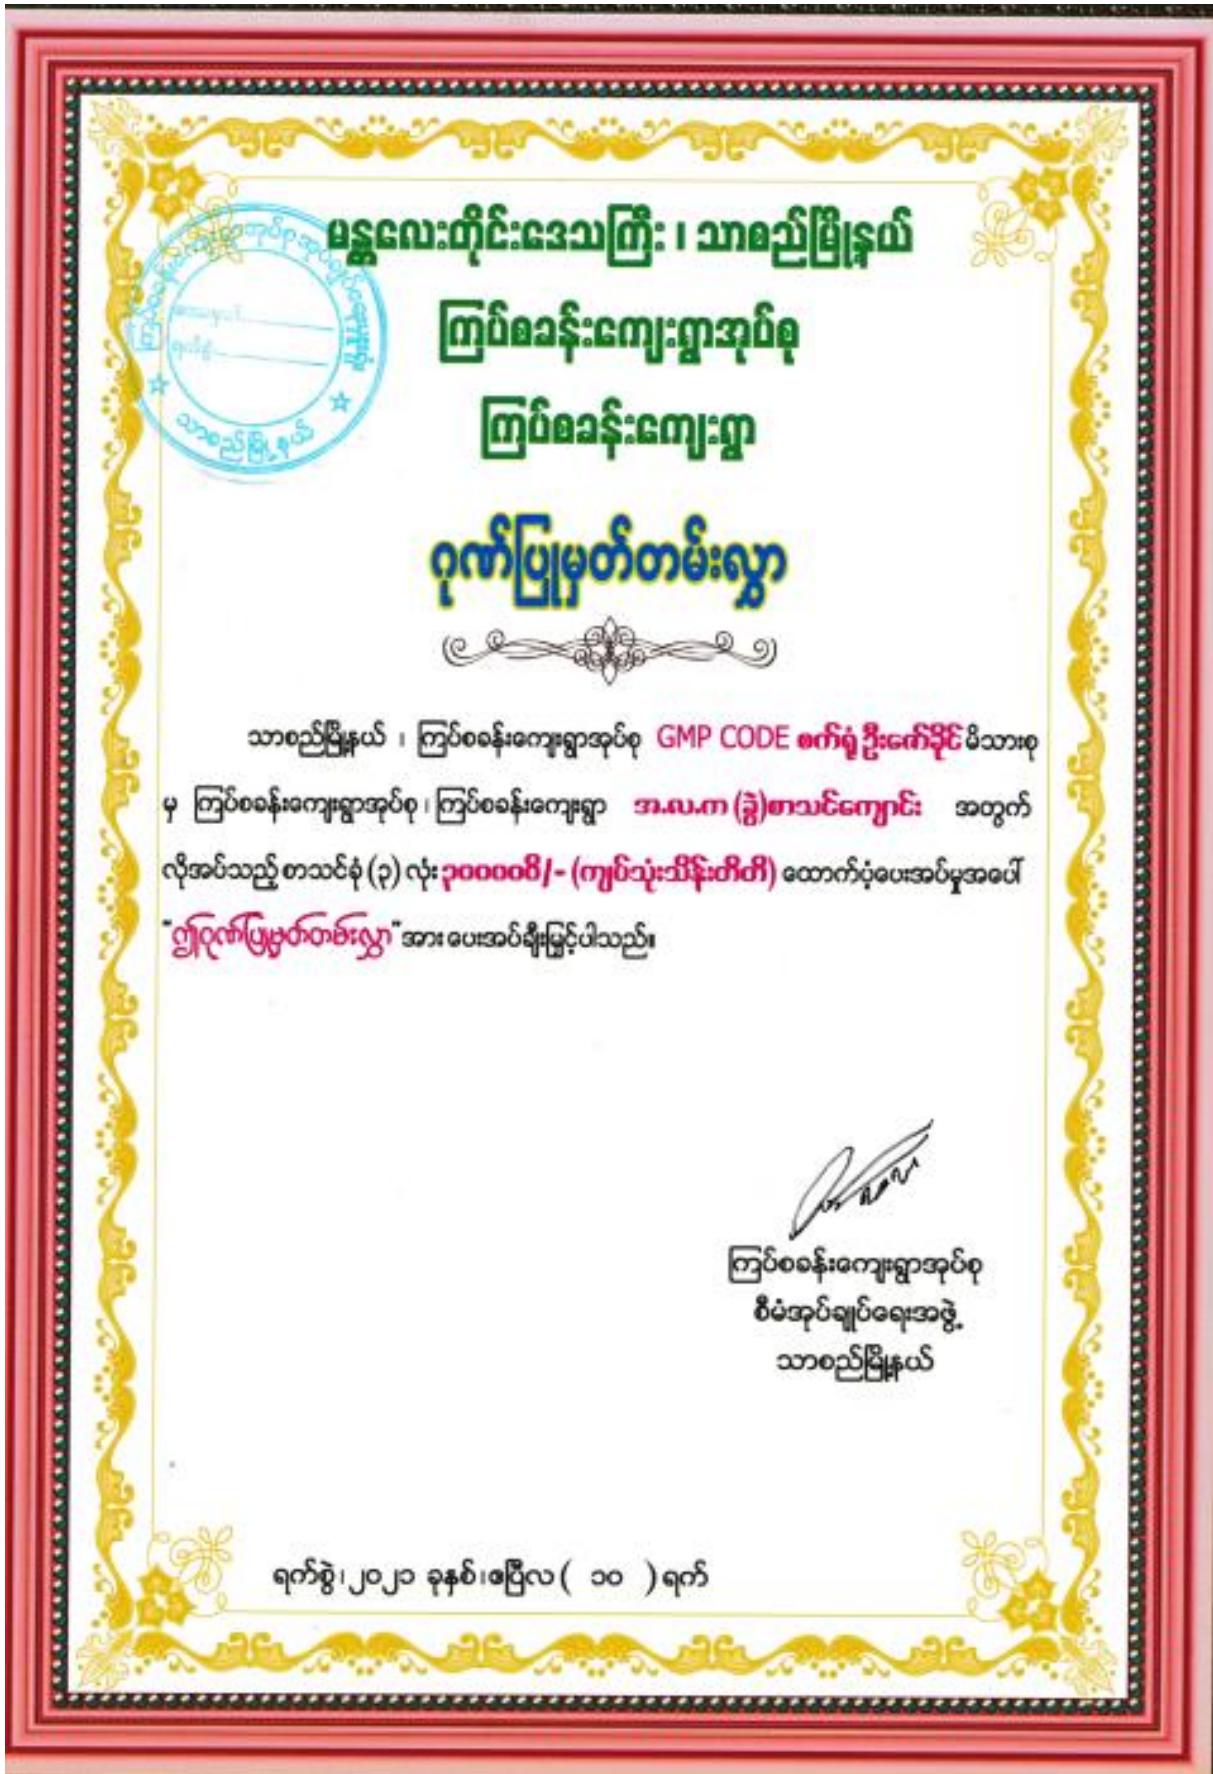 မန္တလေးတိုင်းဒေသကြီး ၊ သာစည်မြို့နယ်
ကြပ်စခန်းကျေးရွာအုပ်စု
ကြပ်စခန်းကျေးရွာ
သာစည်မြို့နယ်
ဂုဏ်ပြုမှတ်တမ်းလွှာ
သာစည်မြို့နယ် ၊ ကြပ်စခန်းကျေးရွာအုပ်စု GMP CODE စက်ရုံ ဦးဇော်ခိုင် မိသားစု
မှ ကြပ်စခန်းကျေးရွာအုပ်စု ၊ ကြပ်စခန်းကျေးရွာ အ.လ.က (ခွဲ)စာသင်ကျောင်း အတွက်
လိုအပ်သည့် စာသင်ခုံ (၃) လုံး ၃၀၀၀၀၀ိ/- (ကျပ်သုံးသိန်းတိတိ) ထောက်ပံ့ပေးအပ်မှုအပေါ်
"ဤဂုဏ်ပြုမှတ်တမ်းလွှာ" အား ပေးအပ်ချီးမြှင့်ပါသည်။
ကြပ်စခန်းကျေးရွာအုပ်စု
စီမံအုပ်ချုပ်ရေးအဖွဲ့
သာစည်မြို့နယ်
ရက်စွဲ ၊ ၂၀၂၁ ခုနှစ် ၊ ဧပြီလ ( ၁၀ ) ရက်